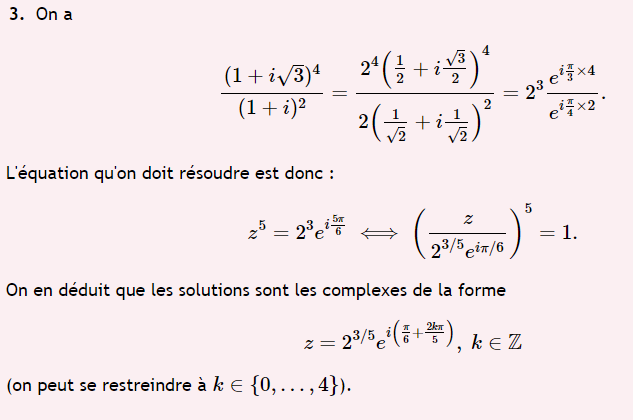 3. On a
$$\frac{(1+i\sqrt{3})^4}{(1+i)^2} = \frac{2^4\left(\frac{1}{2}+i\frac{\sqrt{3}}{2}\right)^4}{2\left(\frac{1}{\sqrt{2}}+i\frac{1}{\sqrt{2}}\right)^2} = 2^3\frac{e^{i\frac{\pi}{3}\times 4}}{e^{i\frac{\pi}{4}\times 2}}.$$
L'équation qu'on doit résoudre est donc :
$$z^5 = 2^3e^{i\frac{5\pi}{6}} \iff \left(\frac{z}{2^{3/5}e^{i\pi/6}}\right)^5 = 1.$$
On en déduit que les solutions sont les complexes de la forme
$$z = 2^{3/5}e^{i\left(\frac{\pi}{6}+\frac{2k\pi}{5}\right)},\ k\in\mathbb{Z}$$
(on peut se restreindre à $k\in\{0,\ldots,4\}$).